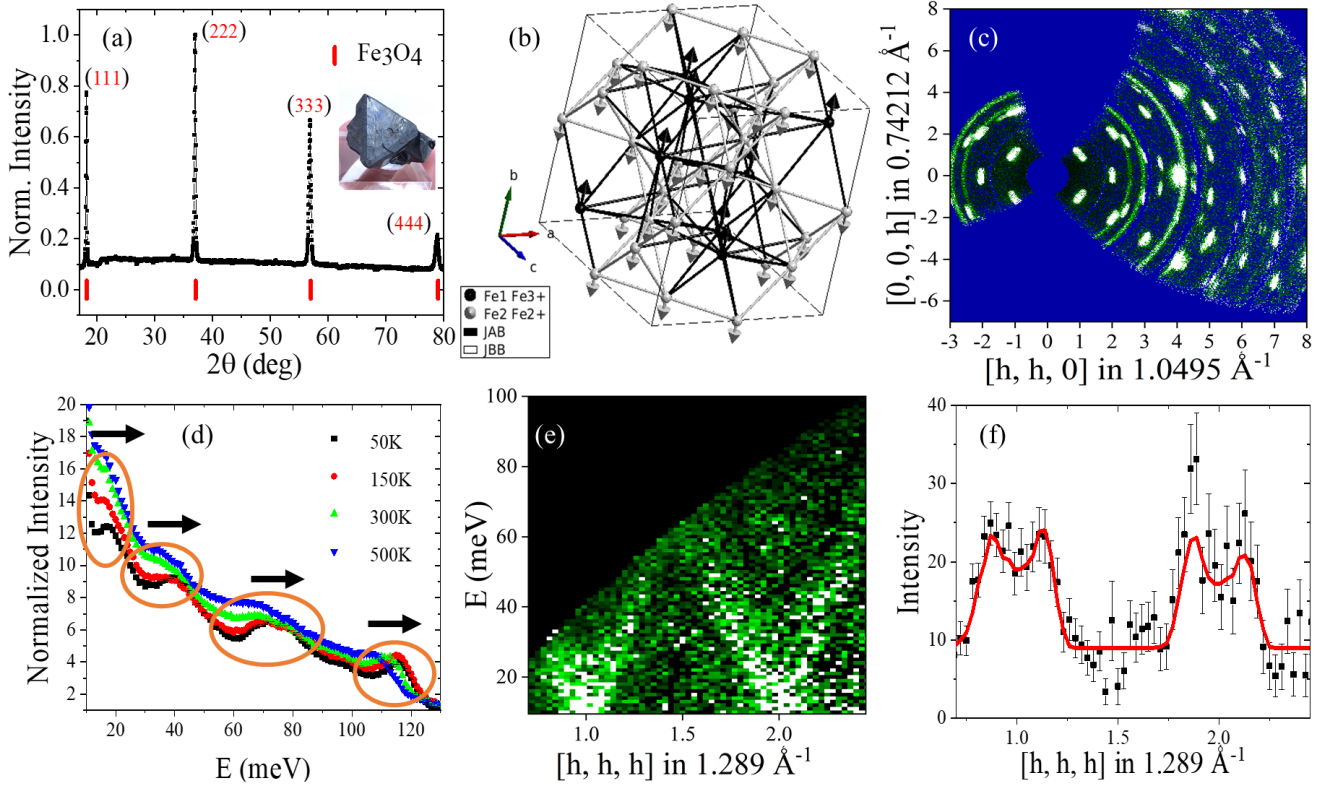 (a)
(111)
(222)
(333)
(444)
Fe3O4
1.0
0.8
0.6
0.4
0.2
0.0
Norm. Intensity
20 30 40 50 60 70 80
2θ (deg)
(b)
b
a
c
Fe1 Fe3+
Fe2 Fe2+
JAB
JBB
(c)
8
6
4
2
0
-2
-4
-6
[0, 0, h] in 0.74212 Å-1
-3 -2 -1 0 1 2 3 4 5 6 7 8
[h, h, 0] in 1.0495 Å-1
(d)
50K
150K
300K
500K
20
18
16
14
12
10
8
6
4
2
Normalized Intensity
20 40 60 80 100 120
E (meV)
(e)
100
80
60
40
20
E (meV)
1.0 1.5 2.0
[h, h, h] in 1.289 Å-1
(f)
40
30
20
10
0
Intensity
1.0 1.5 2.0
[h, h, h] in 1.289 Å-1